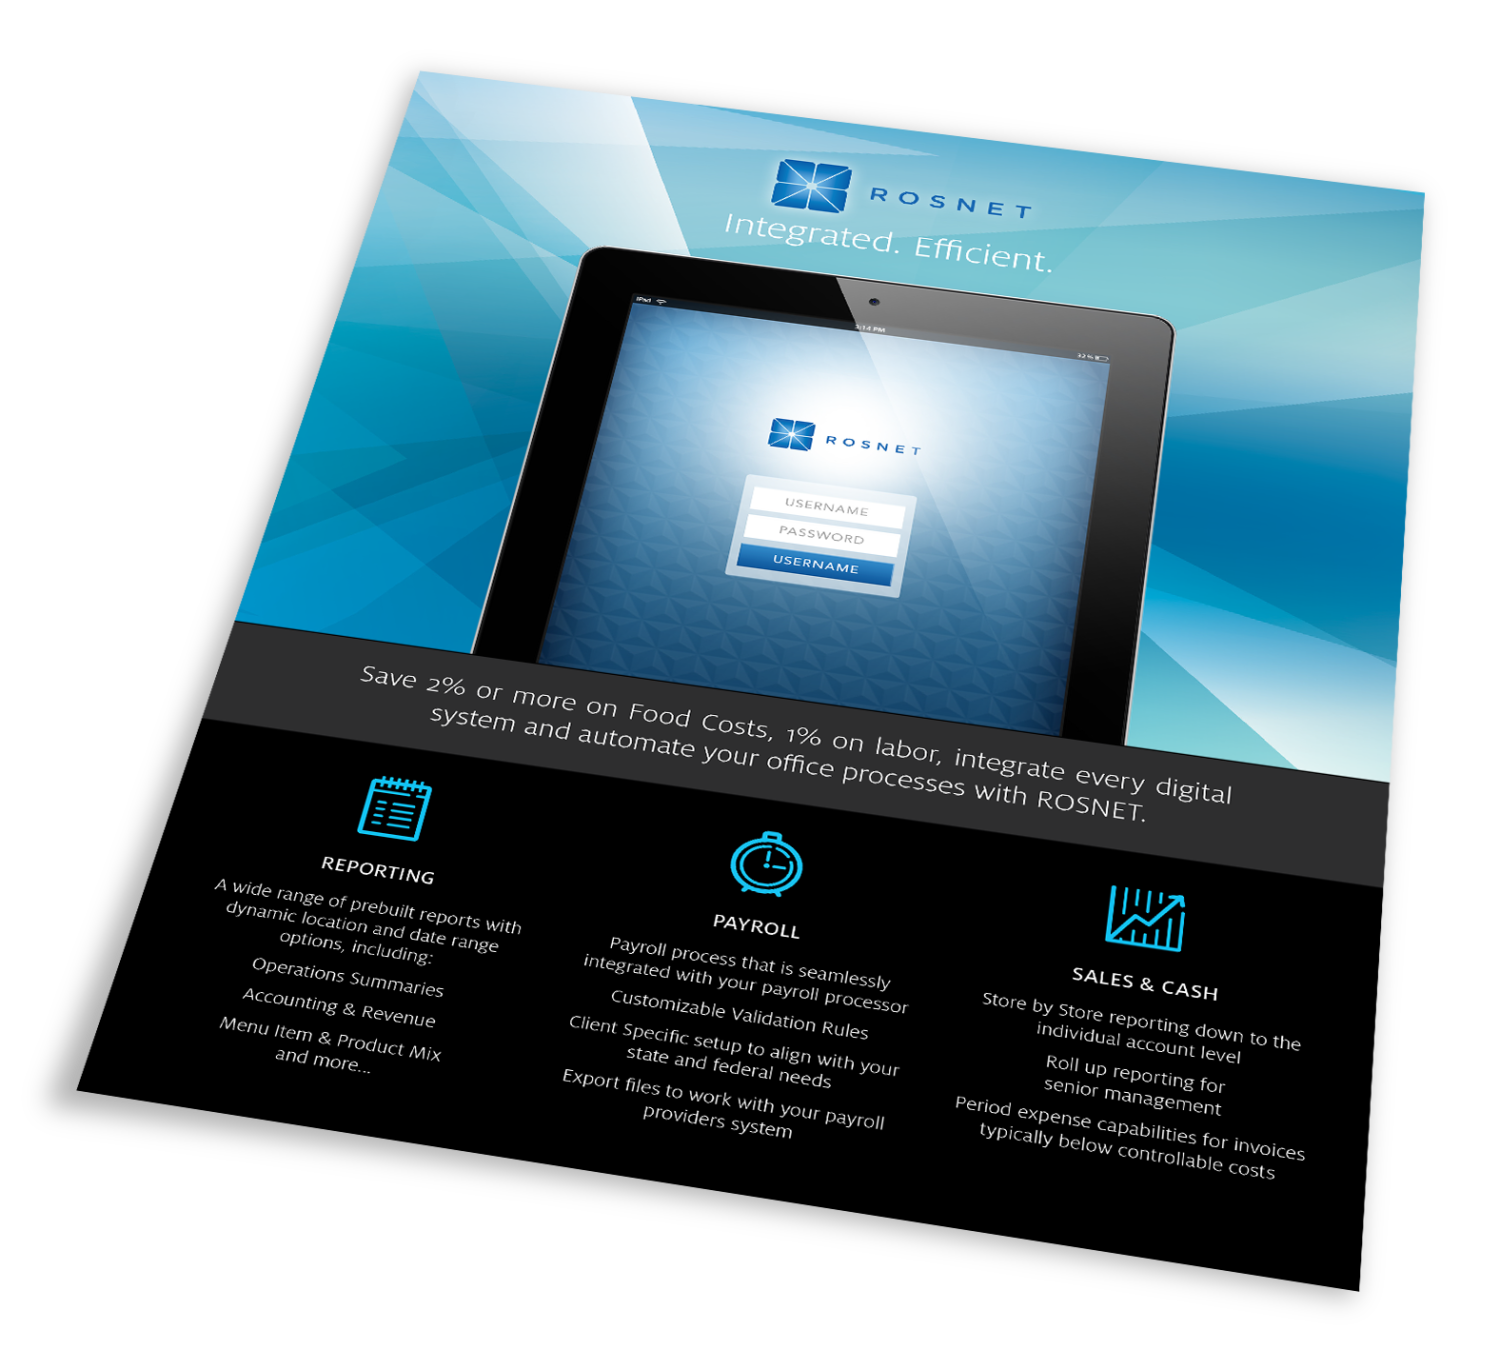 ROSNET
Integrated. Efficient.
iPad
3:14 PM
32%
ROSNET
USERNAME
PASSWORD
USERNAME
Save 2% or more on Food Costs, 1% on labor, integrate every digital
system and automate your office processes with ROSNET.
REPORTING
A wide range of prebuilt reports with
dynamic location and date range
options, including:
Operations Summaries
Accounting & Revenue
Menu Item & Product Mix
and more...
PAYROLL
Payroll process that is seamlessly
integrated with your payroll processor
Customizable Validation Rules
Client Specific setup to align with your
state and federal needs
Export files to work with your payroll
providers system
SALES & CASH
Store by Store reporting down to the
individual account level
Roll up reporting for
senior management
Period expense capabilities for invoices
typically below controllable costs